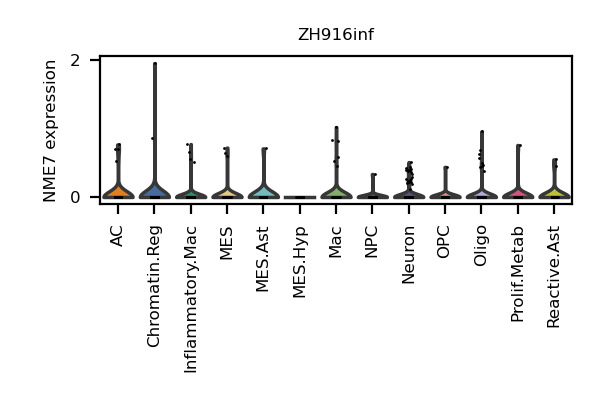 ZH916inf
NME7 expression
2
0
AC
Chromatin.Reg
Inflammatory.Mac
MES
MES.Ast
MES.Hyp
Mac
NPC
Neuron
OPC
Oligo
Prolif.Metab
Reactive.Ast